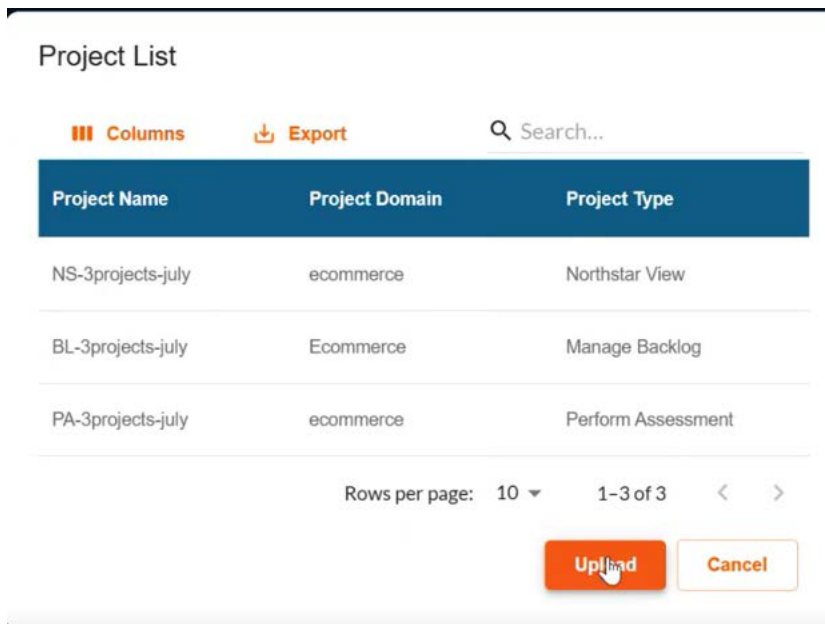 Project List
Columns Export Search...
Project Name Project Domain Project Type
NS-3projects-july ecommerce Northstar View
BL-3projects-july Ecommerce Manage Backlog
PA-3projects-july ecommerce Perform Assessment
Rows per page: 10 1–3 of 3
Upload Cancel